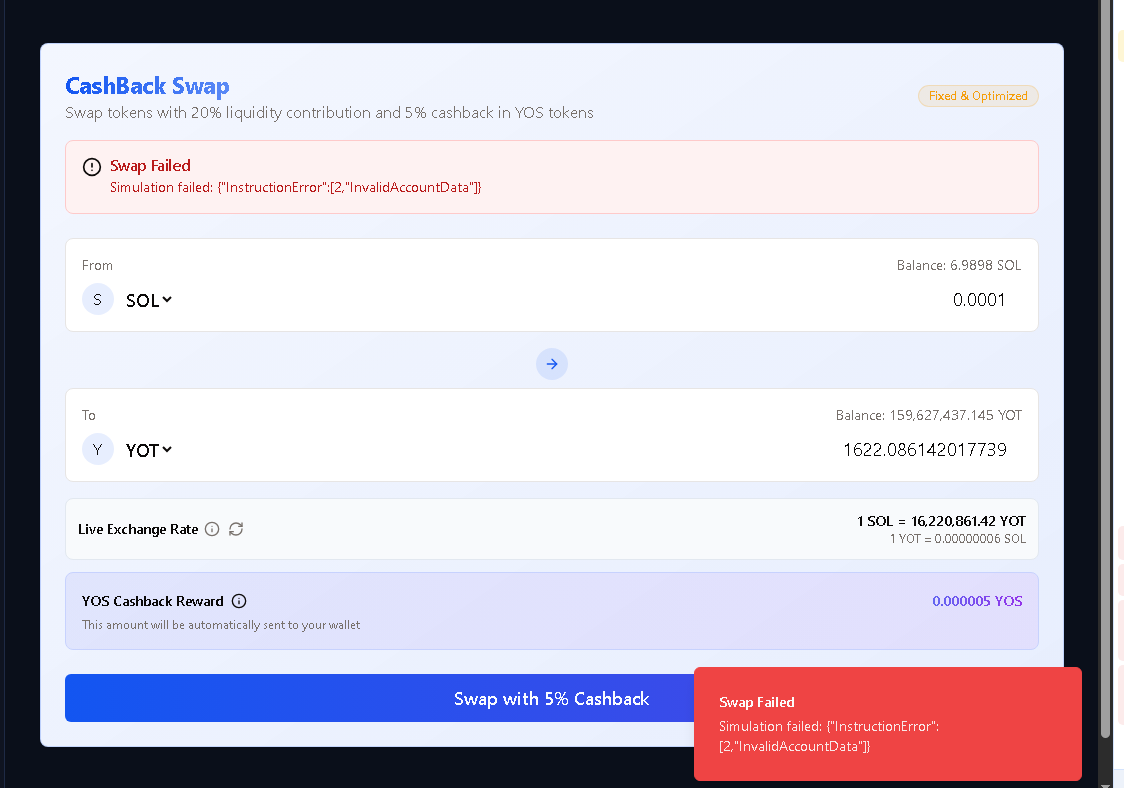 CashBack Swap
Swap tokens with 20% liquidity contribution and 5% cashback in YOS tokens
Fixed & Optimized
Swap Failed
Simulation failed: {"InstructionError":[2,"InvalidAccountData"]}
From
Balance: 6.9898 SOL
S
SOL
0.0001
To
Balance: 159,627,437.145 YOT
Y
YOT
1622.086142017739
Live Exchange Rate
1 SOL = 16,220,861.42 YOT
1 YOT = 0.00000006 SOL
YOS Cashback Reward
0.000005 YOS
This amount will be automatically sent to your wallet
Swap with 5% Cashback
Swap Failed
Simulation failed: {"InstructionError":
[2,"InvalidAccountData"]}